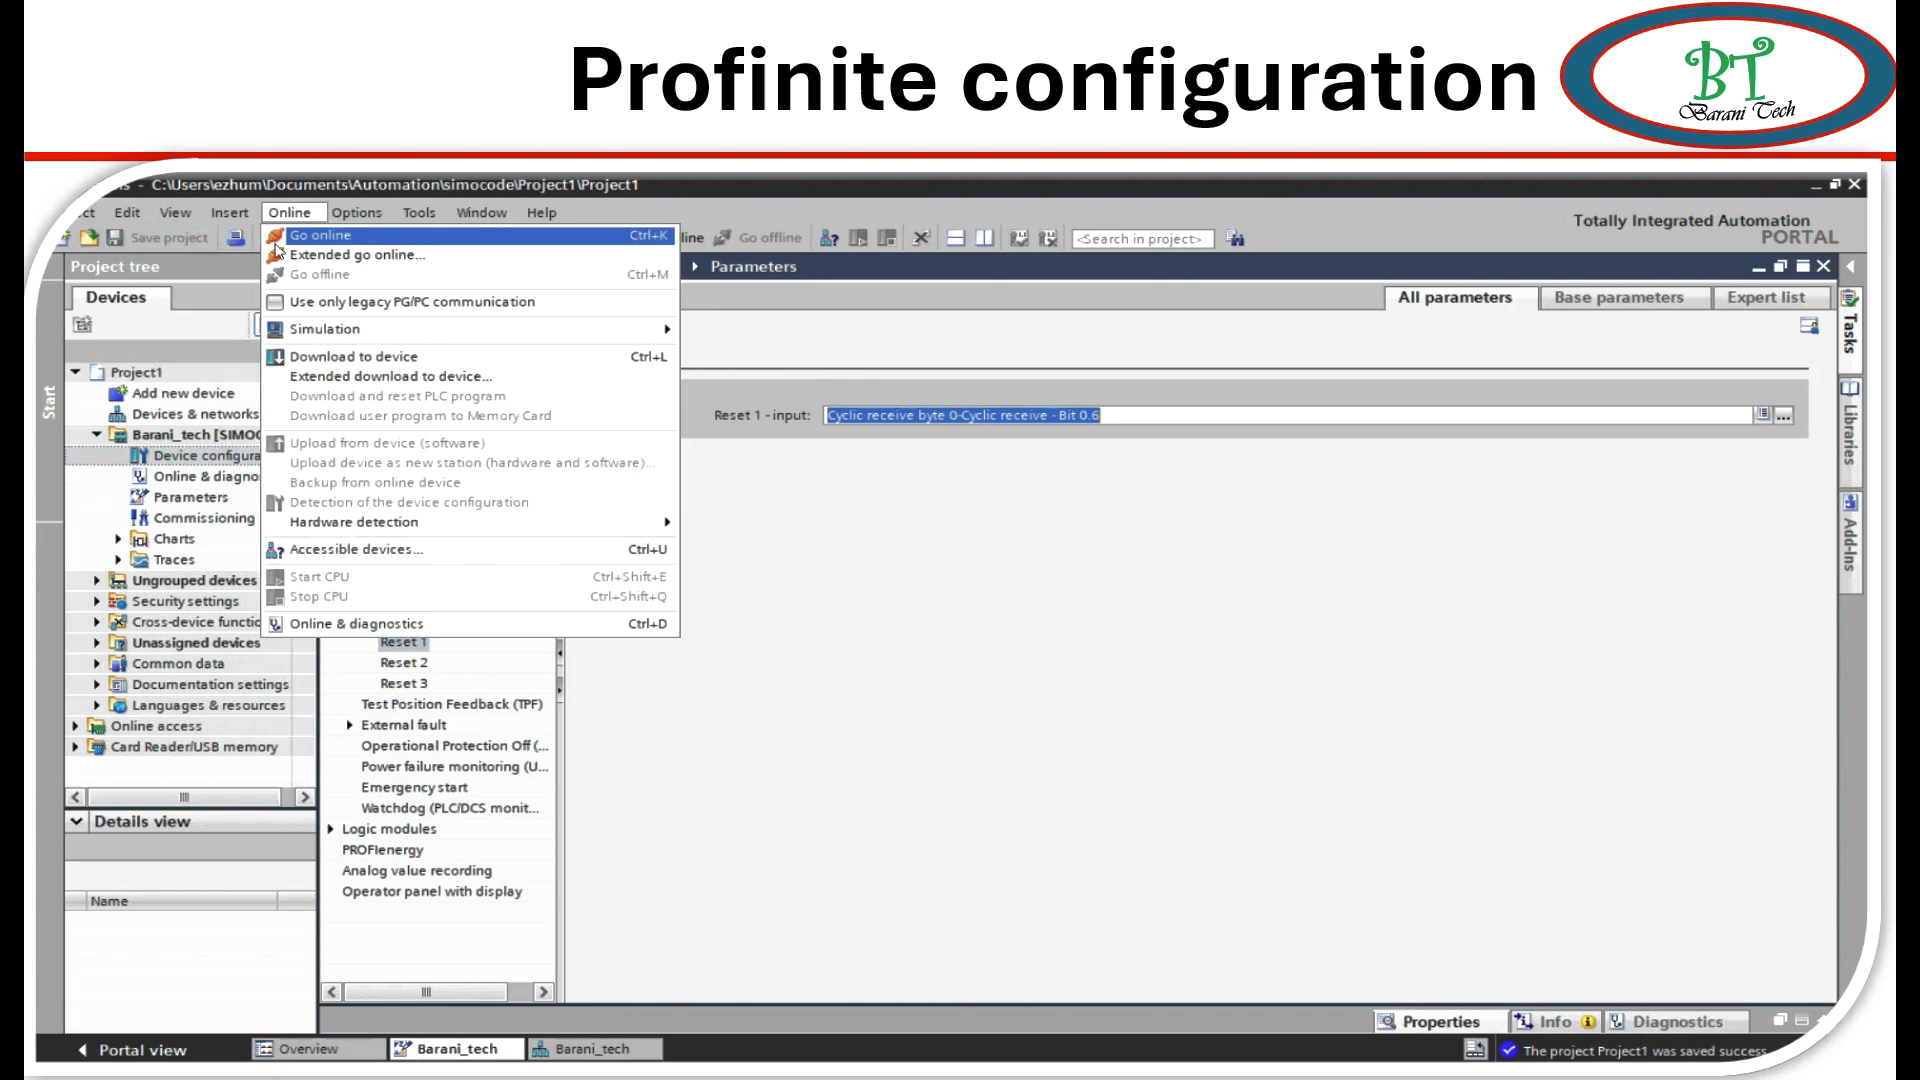 Profinite configuration
BT
Barani Tech
- C:\Users\ezhum\Documents\Automation\simocode\Project1\Project1
Edit View Insert Online Options Tools Window Help
Totally Integrated Automation
PORTAL
Save project
Go offline
<Search in project>
Go online Ctrl+K
Extended go online...
Go offline Ctrl+M
Use only legacy PG/PC communication
Simulation
Download to device Ctrl+L
Extended download to device...
Download and reset PLC program
Download user program to Memory Card
Upload from device (software)
Upload device as new station (hardware and software)...
Backup from online device
Detection of the device configuration
Hardware detection
Accessible devices... Ctrl+U
Start CPU Ctrl+Shift+E
Stop CPU Ctrl+Shift+Q
Online & diagnostics Ctrl+D
Project tree
Devices
Start
Project1
Add new device
Devices & networks
Barani_tech [SIMOC
Device configura
Online & diagno
Parameters
Commissioning
Charts
Traces
Ungrouped devices
Security settings
Cross-device functio
Unassigned devices
Common data
Documentation settings
Languages & resources
Online access
Card Reader/USB memory
Details view
Name
Parameters
All parameters Base parameters Expert list
Reset 1 - input: Cyclic receive byte 0-Cyclic receive - Bit 0.6
Reset 1
Reset 2
Reset 3
Test Position Feedback (TPF)
External fault
Operational Protection Off (...
Power failure monitoring (U...
Emergency start
Watchdog (PLC/DCS monit...
Logic modules
PROFIenergy
Analog value recording
Operator panel with display
Tasks
Libraries
Add-Ins
Properties Info Diagnostics
Portal view Overview Barani_tech Barani_tech
The project Project1 was saved success